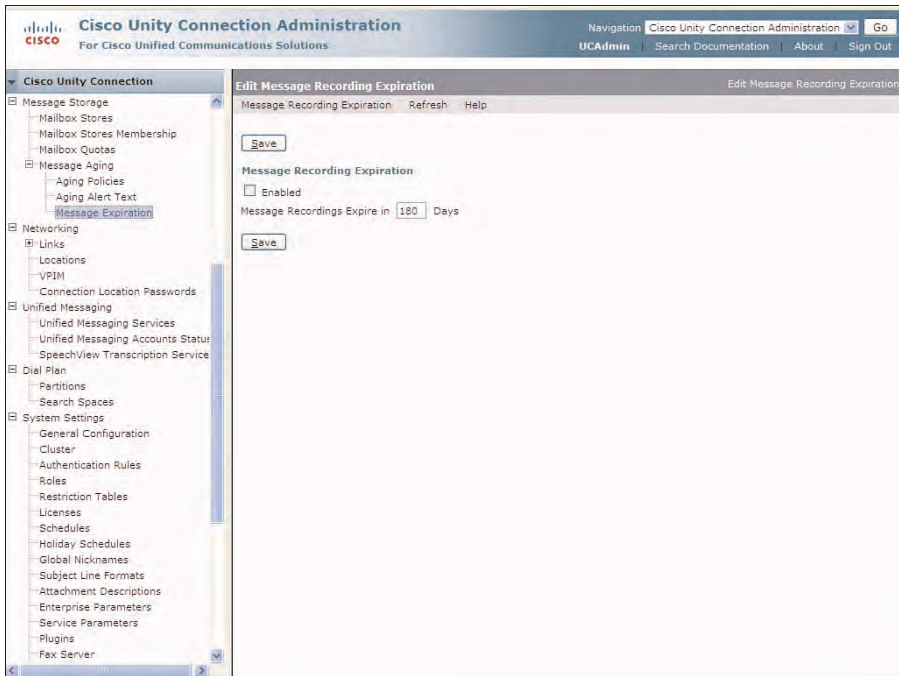 Cisco Unity Connection Administration
CISCO
For Cisco Unified Communications Solutions
Navigation Cisco Unity Connection Administration Go
UCAdmin | Search Documentation | About | Sign Out
Cisco Unity Connection
Message Storage
Mailbox Stores
Mailbox Stores Membership
Mailbox Quotas
Message Aging
Aging Policies
Aging Alert Text
Message Expiration
Networking
Links
Locations
VPIM
Connection Location Passwords
Unified Messaging
Unified Messaging Services
Unified Messaging Accounts Status
SpeechView Transcription Service
Dial Plan
Partitions
Search Spaces
System Settings
General Configuration
Cluster
Authentication Rules
Roles
Restriction Tables
Licenses
Schedules
Holiday Schedules
Global Nicknames
Subject Line Formats
Attachment Descriptions
Enterprise Parameters
Service Parameters
Plugins
Fax Server
Edit Message Recording Expiration
Edit Message Recording Expiration
Message Recording Expiration Refresh Help
Save
Message Recording Expiration
Enabled
Message Recordings Expire in 180 Days
Save